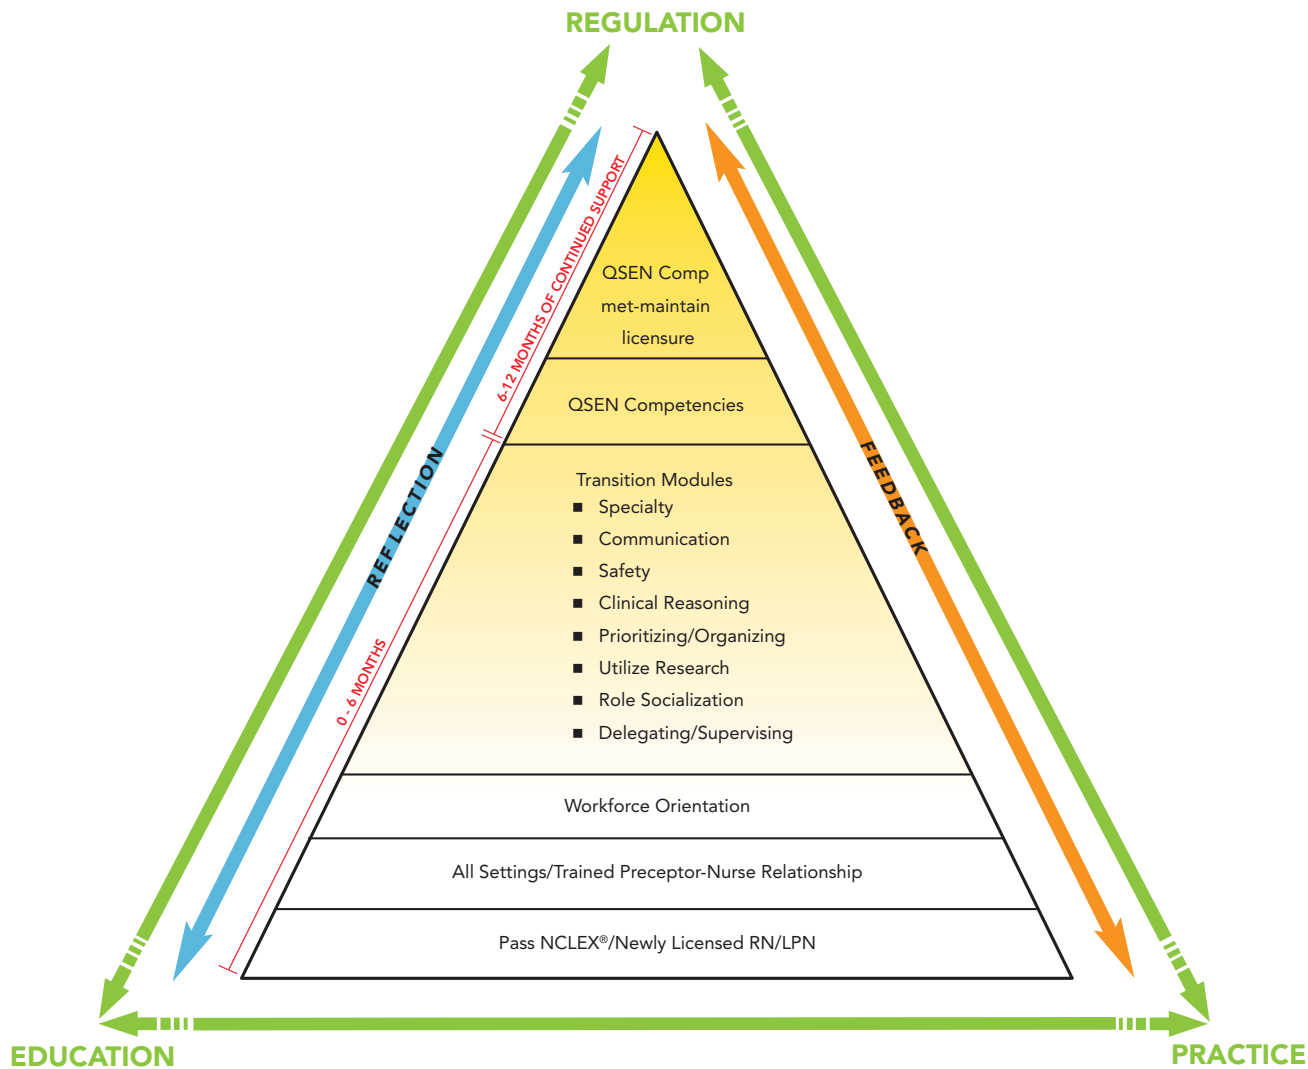 REGULATION
6-12 MONTHS OF CONTINUED SUPPORT
QSEN Comp
met-maintain
licensure
QSEN Competencies
REFLECTION
FEEDBACK
Transition Modules
■ Specialty
■ Communication
■ Safety
■ Clinical Reasoning
■ Prioritizing/Organizing
■ Utilize Research
■ Role Socialization
■ Delegating/Supervising
0 - 6 MONTHS
Workforce Orientation
All Settings/Trained Preceptor-Nurse Relationship
Pass NCLEX®/Newly Licensed RN/LPN
EDUCATION
PRACTICE